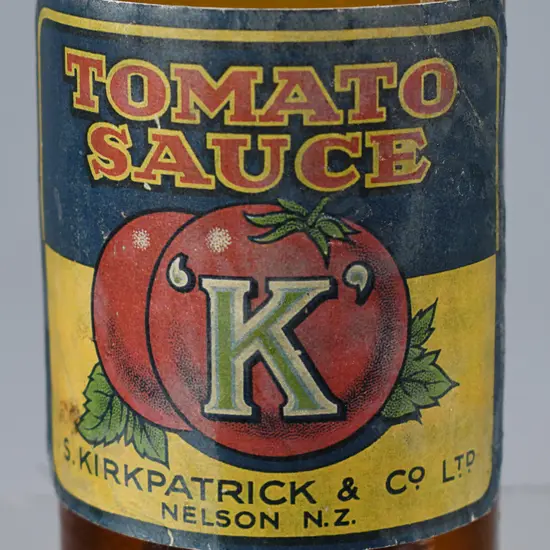 TOMATO
SAUCE
'K'
S. KIRKPATRICK & Co LTD
NELSON N.Z.